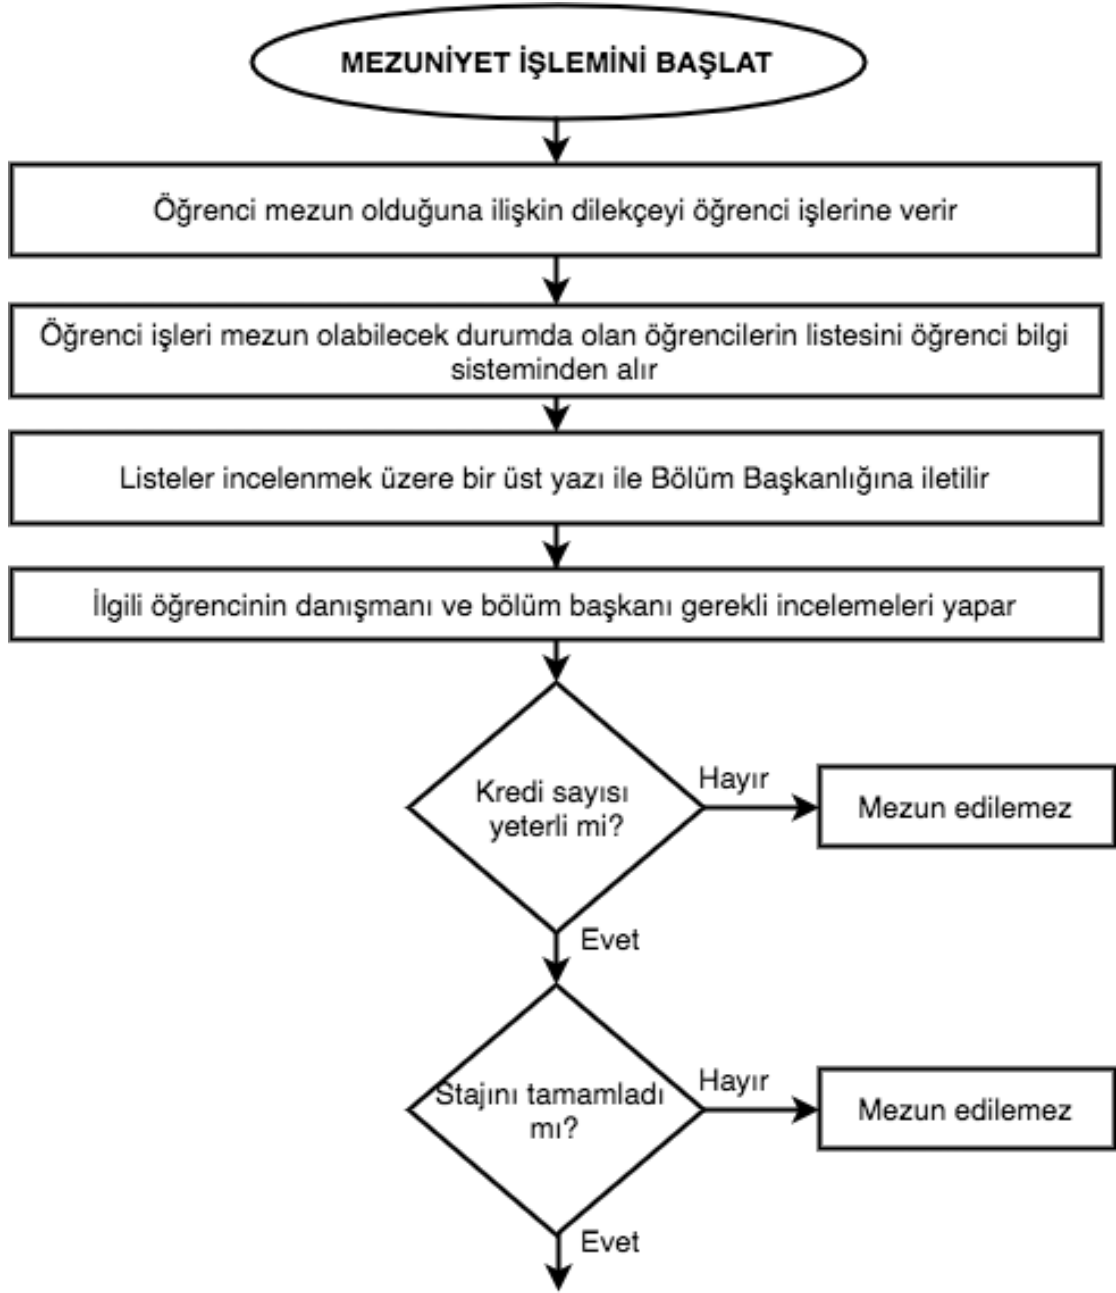 MEZUNİYET İŞLEMİNİ BAŞLAT
Öğrenci mezun olduğuna ilişkin dilekçeyi öğrenci işlerine verir
Öğrenci işleri mezun olabilecek durumda olan öğrencilerin listesini öğrenci bilgi
sisteminden alır
Listeler incelenmek üzere bir üst yazı ile Bölüm Başkanlığına iletilir
İlgili öğrencinin danışmanı ve bölüm başkanı gerekli incelemeleri yapar
Kredi sayısı
yeterli mi?
Hayır
Mezun edilemez
Evet
Stajını tamamladı
mı?
Hayır
Mezun edilemez
Evet